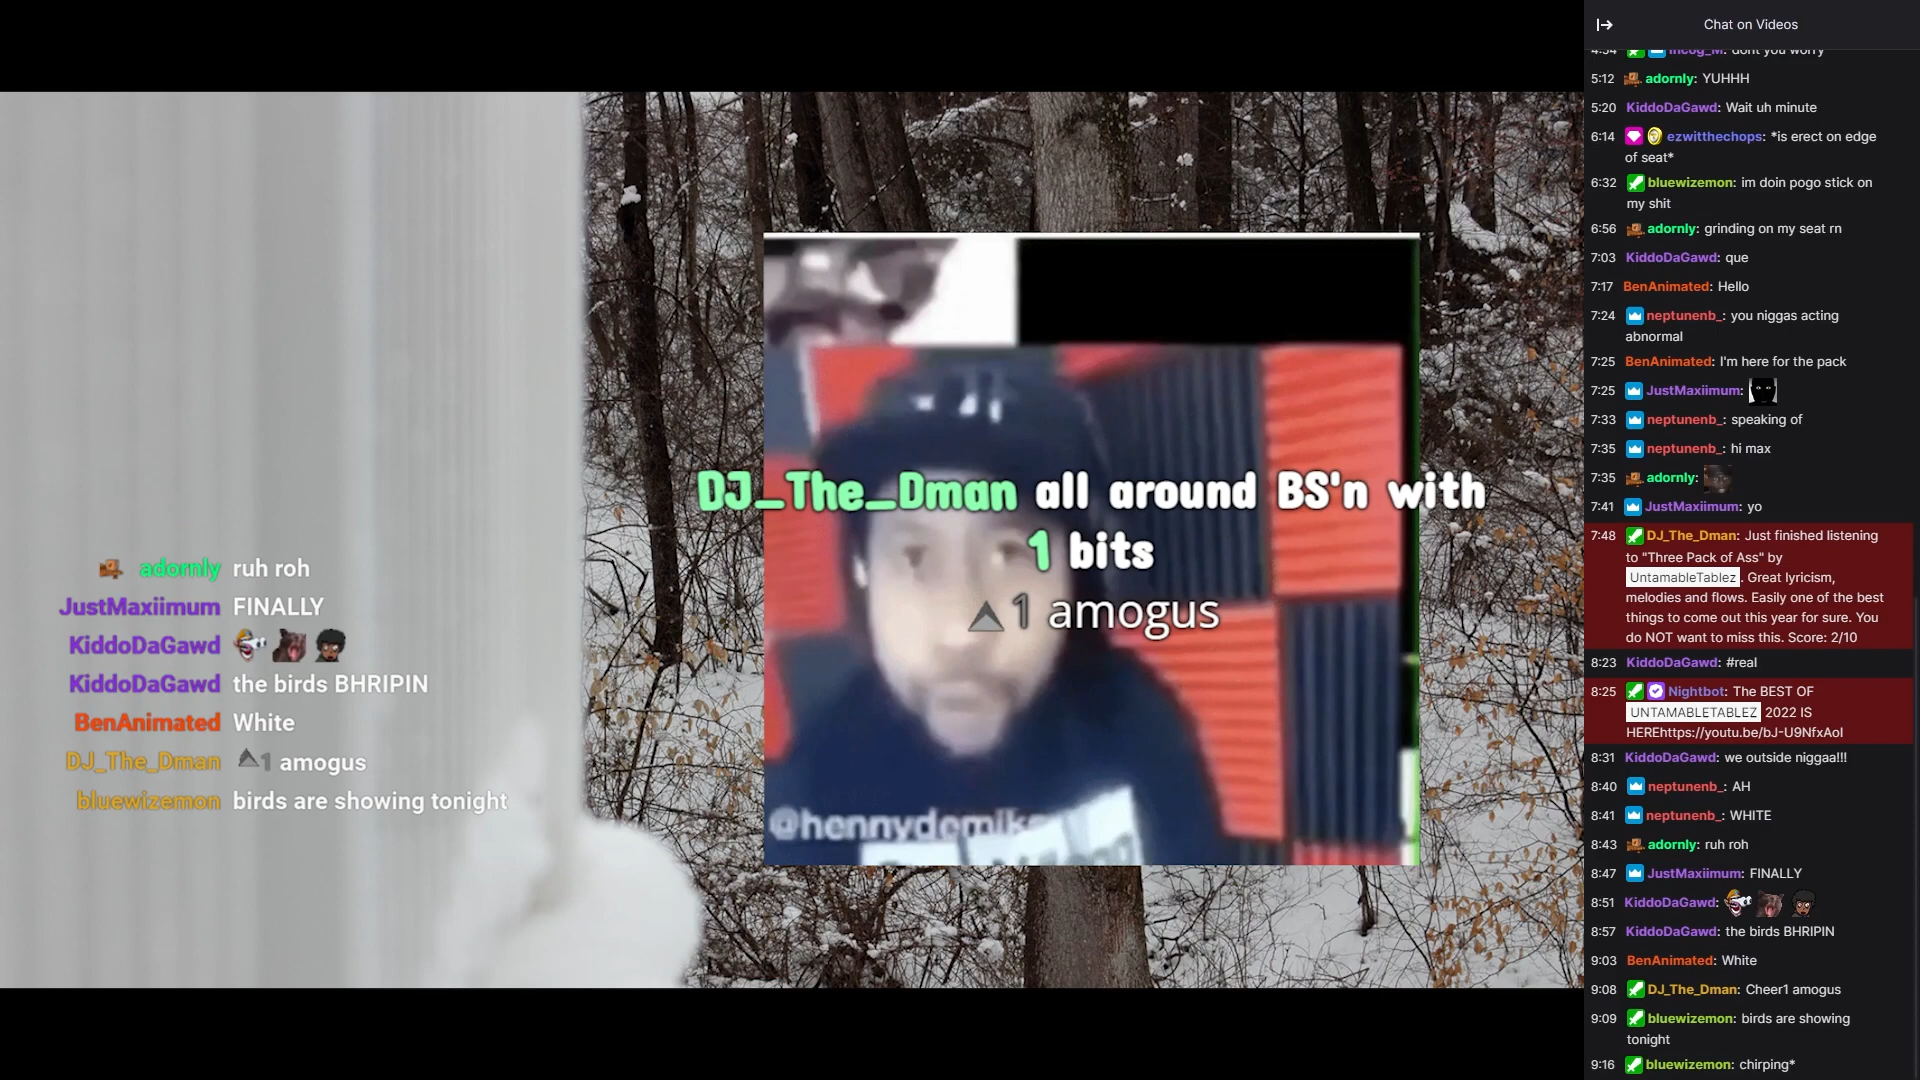 DJ_The_Dman all around BS'n with
1 bits
1 amogus
@hennydemik
adornly ruh roh
JustMaxiimum FINALLY
KiddoDaGawd
KiddoDaGawd the birds BHRIPIN
BenAnimated White
DJ_The_Dman 1 amogus
bluewizemon birds are showing tonight
Chat on Videos
4:54 incog_M: dont you worry
5:12 adornly: YUHHH
5:20 KiddoDaGawd: Wait uh minute
6:14 ezwitthechops: *is erect on edge
of seat*
6:32 bluewizemon: im doin pogo stick on
my shit
6:56 adornly: grinding on my seat rn
7:03 KiddoDaGawd: que
7:17 BenAnimated: Hello
7:24 neptunenb_: you niggas acting
abnormal
7:25 BenAnimated: I'm here for the pack
7:25 JustMaxiimum:
7:33 neptunenb_: speaking of
7:35 neptunenb_: hi max
7:35 adornly:
7:41 JustMaxiimum: yo
7:48 DJ_The_Dman: Just finished listening
to "Three Pack of Ass" by
UntamableTablez. Great lyricism,
melodies and flows. Easily one of the best
things to come out this year for sure. You
do NOT want to miss this. Score: 2/10
8:23 KiddoDaGawd: #real
8:25 Nightbot: The BEST OF
UNTAMABLETABLEZ 2022 IS
HEREhttps://youtu.be/bJ-U9NfxAoI
8:31 KiddoDaGawd: we outside niggaa!!!
8:40 neptunenb_: AH
8:41 neptunenb_: WHITE
8:43 adornly: ruh roh
8:47 JustMaxiimum: FINALLY
8:51 KiddoDaGawd:
8:57 KiddoDaGawd: the birds BHRIPIN
9:03 BenAnimated: White
9:08 DJ_The_Dman: Cheer1 amogus
9:09 bluewizemon: birds are showing
tonight
9:16 bluewizemon: chirping*